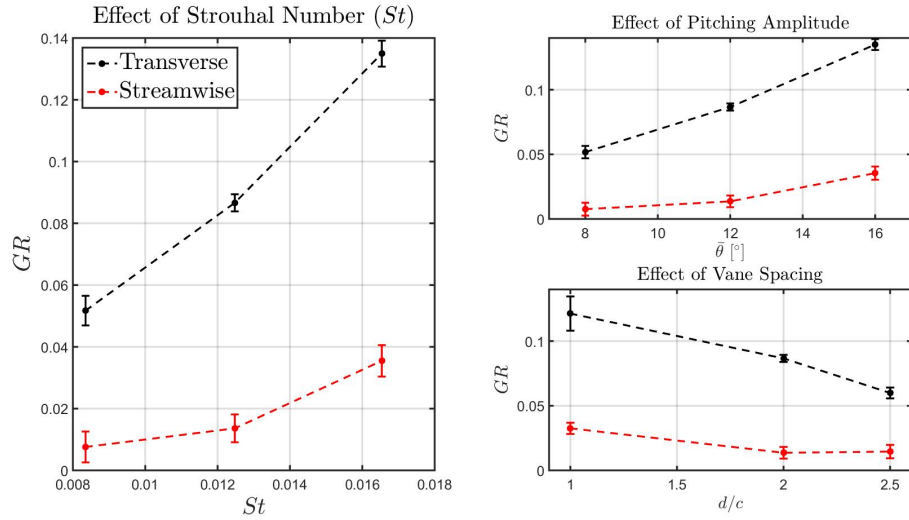 Effect of Strouhal Number (St)
GR
0.14
0.12
0.1
0.08
0.06
0.04
0.02
0
Transverse
Streamwise
0.008
0.01
0.012
0.014
0.016
0.018
St
Effect of Pitching Amplitude
GR
0.1
0.05
0
8
10
12
14
16
θ̄ [°]
Effect of Vane Spacing
GR
0.1
0.05
0
1
1.5
2
2.5
d/c